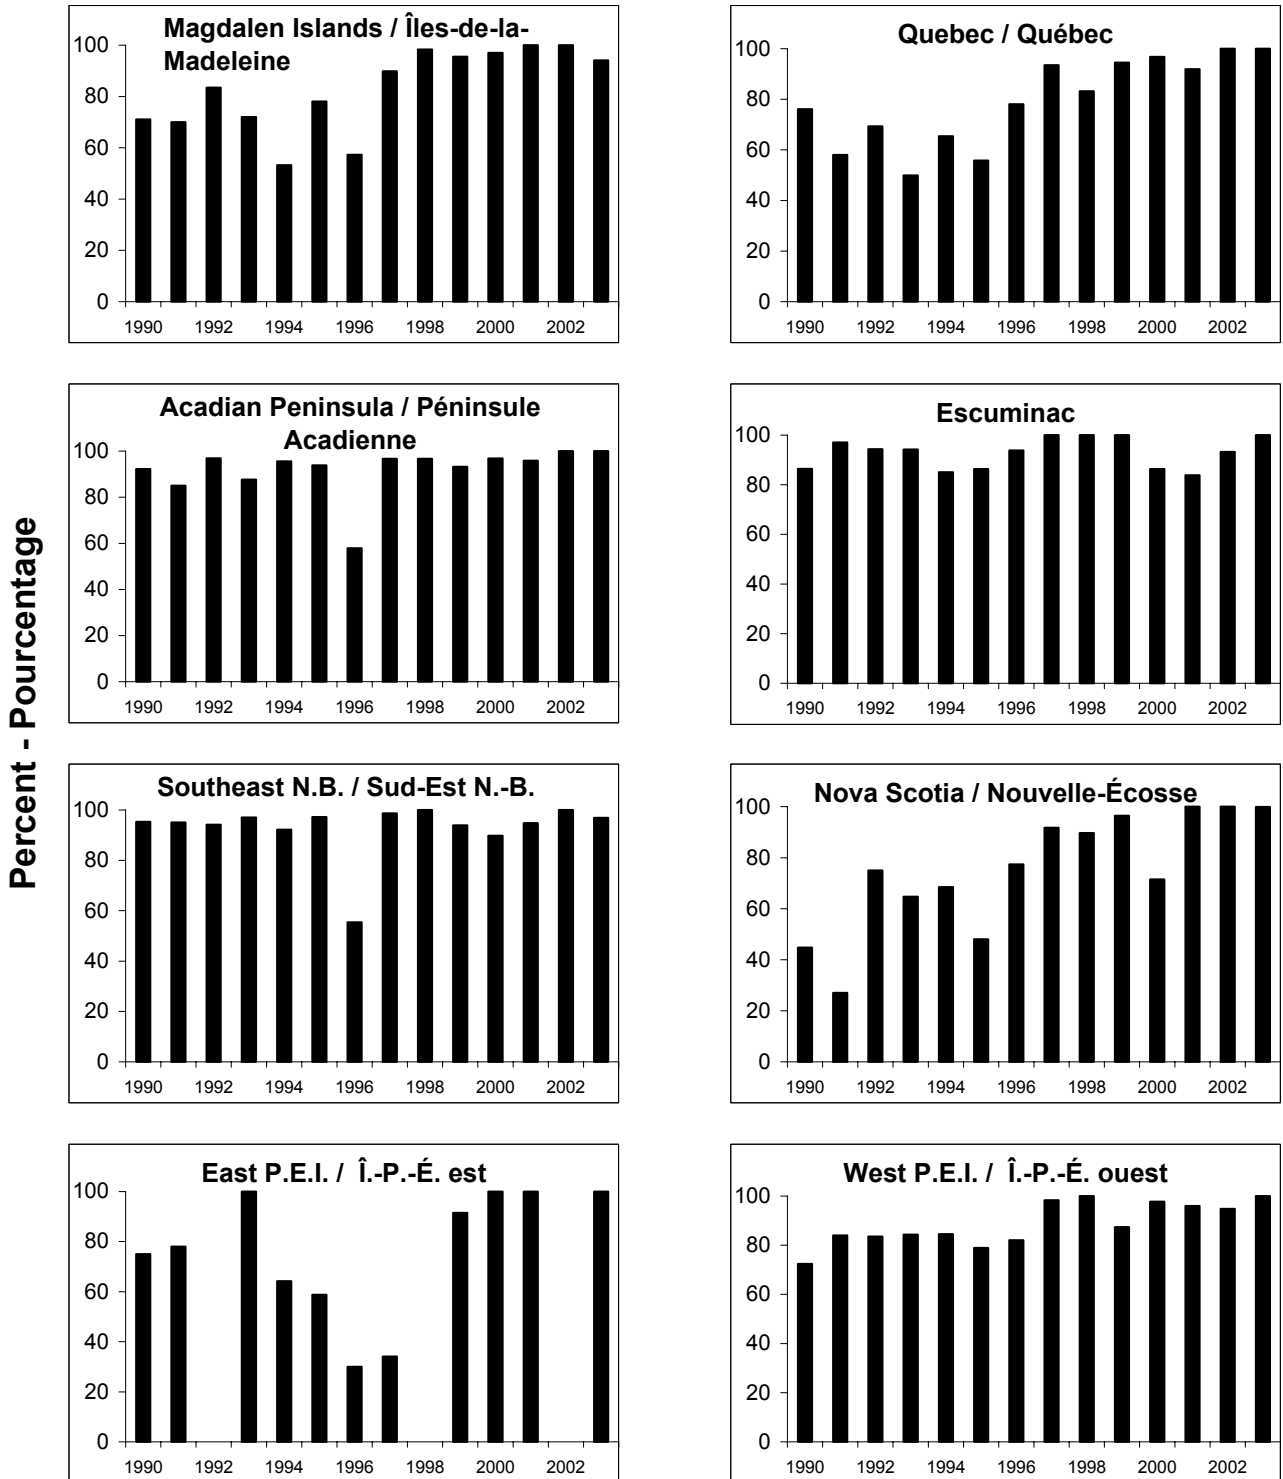 Percent - Pourcentage
Magdalen Islands / Îles-de-la-
Madeleine
100
80
60
40
20
0
1990 1992 1994 1996 1998 2000 2002
Quebec / Québec
100
80
60
40
20
0
1990 1992 1994 1996 1998 2000 2002
Acadian Peninsula / Péninsule
Acadienne
100
80
60
40
20
0
1990 1992 1994 1996 1998 2000 2002
Escuminac
100
80
60
40
20
0
1990 1992 1994 1996 1998 2000 2002
Southeast N.B. / Sud-Est N.-B.
100
80
60
40
20
0
1990 1992 1994 1996 1998 2000 2002
Nova Scotia / Nouvelle-Écosse
100
80
60
40
20
0
1990 1992 1994 1996 1998 2000 2002
East P.E.I. / Î.-P.-É. est
100
80
60
40
20
0
1990 1992 1994 1996 1998 2000 2002
West P.E.I. / Î.-P.-É. ouest
100
80
60
40
20
0
1990 1992 1994 1996 1998 2000 2002